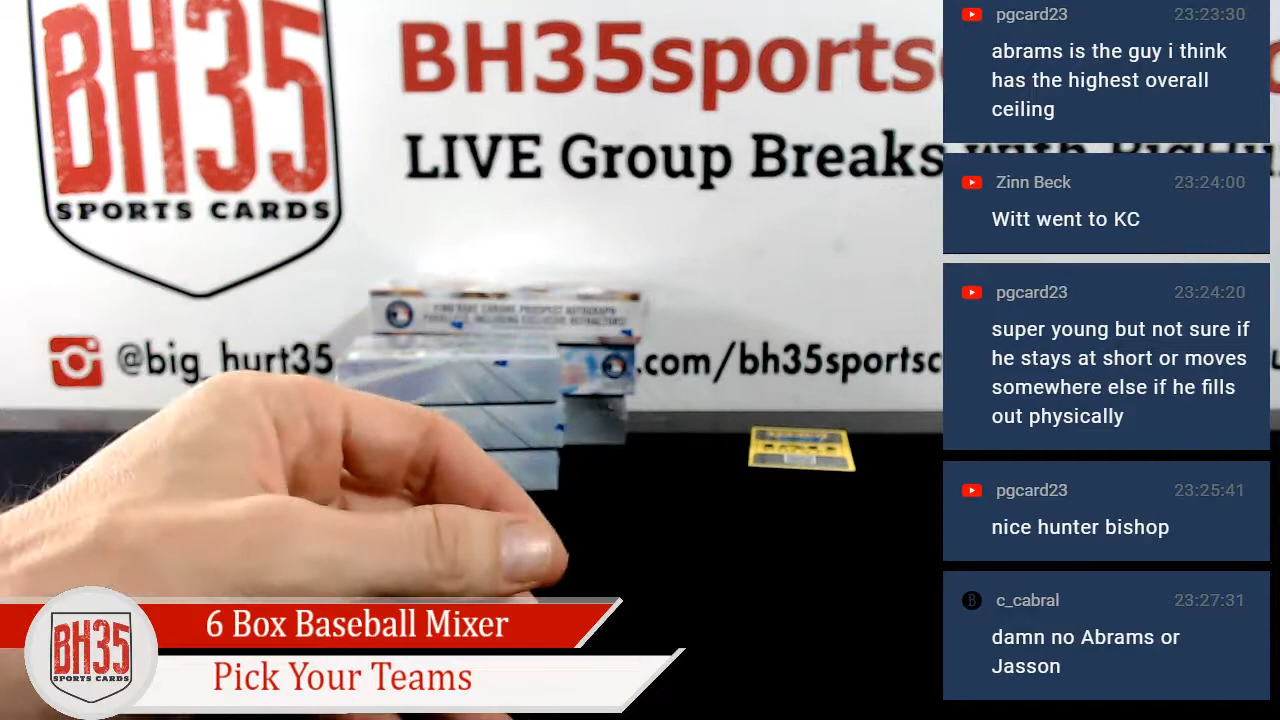 BH35
SPORTS CARDS
BH35sports
LIVE Group Breaks with
@big_hurt35
.com/bh35sportsc
6 Box Baseball Mixer
Pick Your Teams
BH35
SPORTS CARDS
pgcard23 23:23:30
abrams is the guy i think
has the highest overall
ceiling
Zinn Beck 23:24:00
Witt went to KC
pgcard23 23:24:20
super young but not sure if
he stays at short or moves
somewhere else if he fills
out physically
pgcard23 23:25:41
nice hunter bishop
c_cabral 23:27:31
damn no Abrams or
Jasson